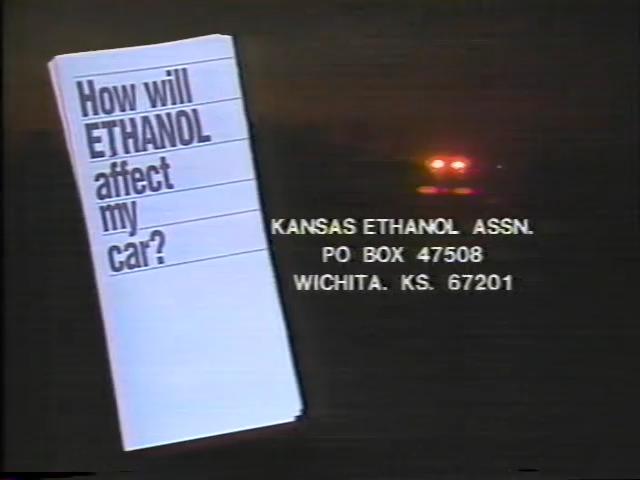 How will
ETHANOL
affect
my
car?
KANSAS ETHANOL ASSN.
PO BOX 47508
WICHITA. KS. 67201